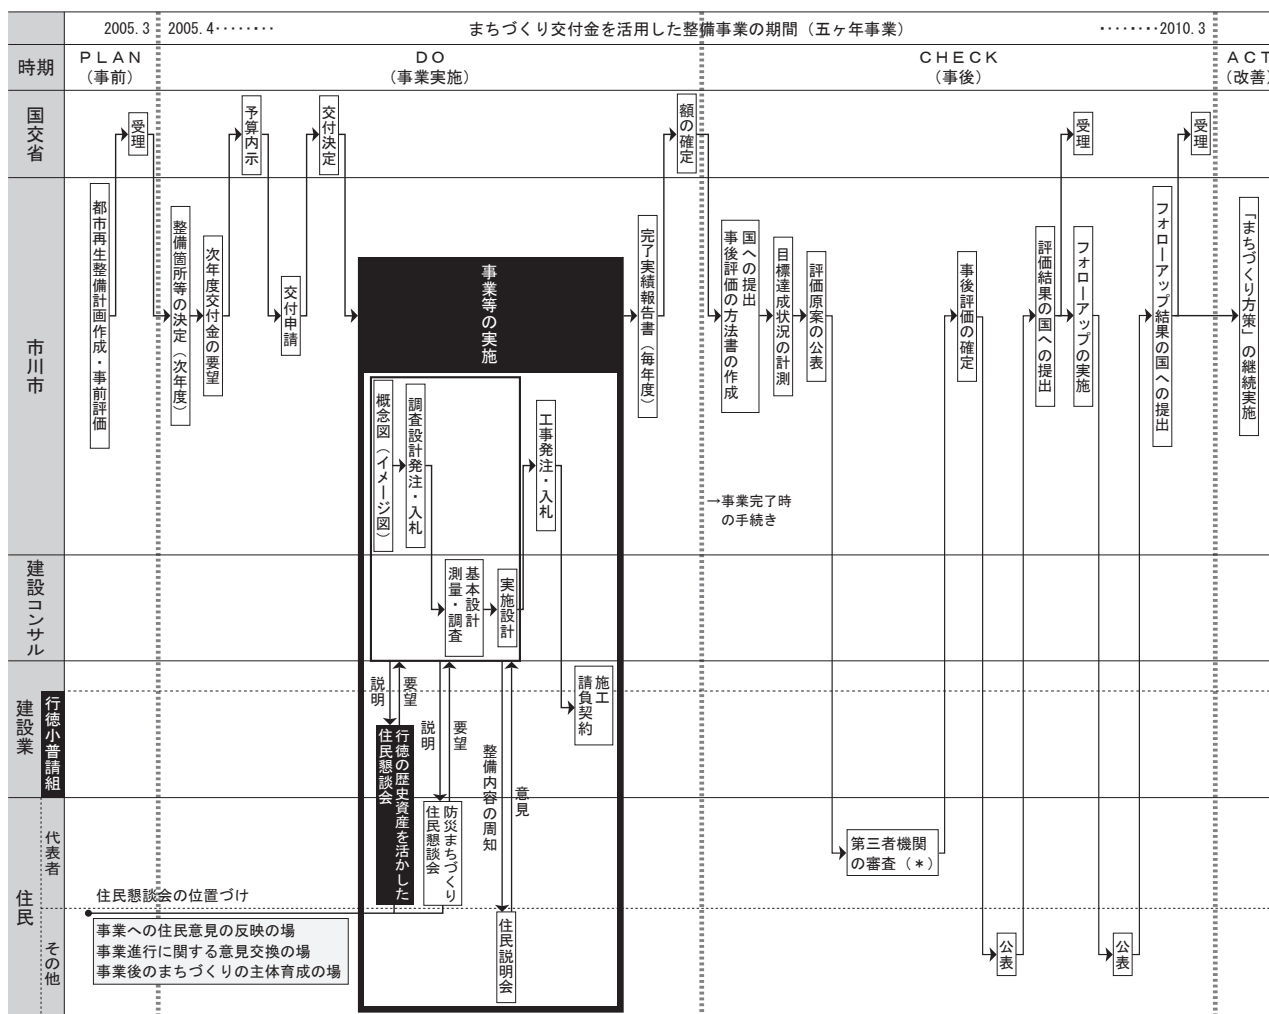 2005.3
2005.4‥‥‥‥
まちづくり交付金を活用した整備事業の期間（五ヶ年事業）
‥‥‥‥2010.3
時期
ＰＬＡＮ
（事前）
ＤＯ
（事業実施）
ＣＨＥＣＫ
（事後）
ＡＣＴ
（改善）
国交省
受理
予算内示
交付決定
額の確定
受理
受理
市川市
都市再生整備計画作成・事前評価
整備箇所等の決定（次年度）
次年度交付金の要望
交付申請
事業等の実施
概念図（イメージ図）
調査設計発注・入札
工事発注・入札
完了実績報告書（毎年度）
国への提出
事後評価の方法書の作成
目標達成状況の計測
評価原案の公表
→事業完了時
の手続き
事後評価の確定
評価結果の国への提出
フォローアップの実施
フォローアップ結果の国への提出
「まちづくり方策」の継続実施
建設コンサル
基本設計
測量・調査
実施設計
建設業
行徳小普請組
説明
要望
説明
要望
整備内容の周知
意見
施工
請負契約
住民
代表者
行徳の歴史資産を活かした
住民懇談会
防災まちづくり
住民懇談会
第三者機関
の審査（＊）
その他
住民懇談会の位置づけ
事業への住民意見の反映の場
事業進行に関する意見交換の場
事業後のまちづくりの主体育成の場
住民説明会
公表
公表